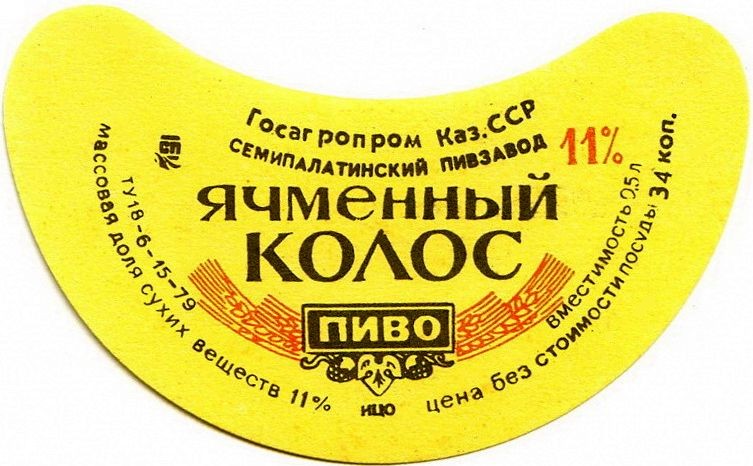 Госагропром Каз.ССР
СЕМИПАЛАТИНСКИЙ ПИВЗАВОД
11%
ЯЧМЕННЫЙ
КОЛОС
ПИВО
ТУ18-6-15-79
массовая доля сухих веществ 11%
ИЦЮ
вместимость 0,5 л
цена без стоимости посуды 34 коп.